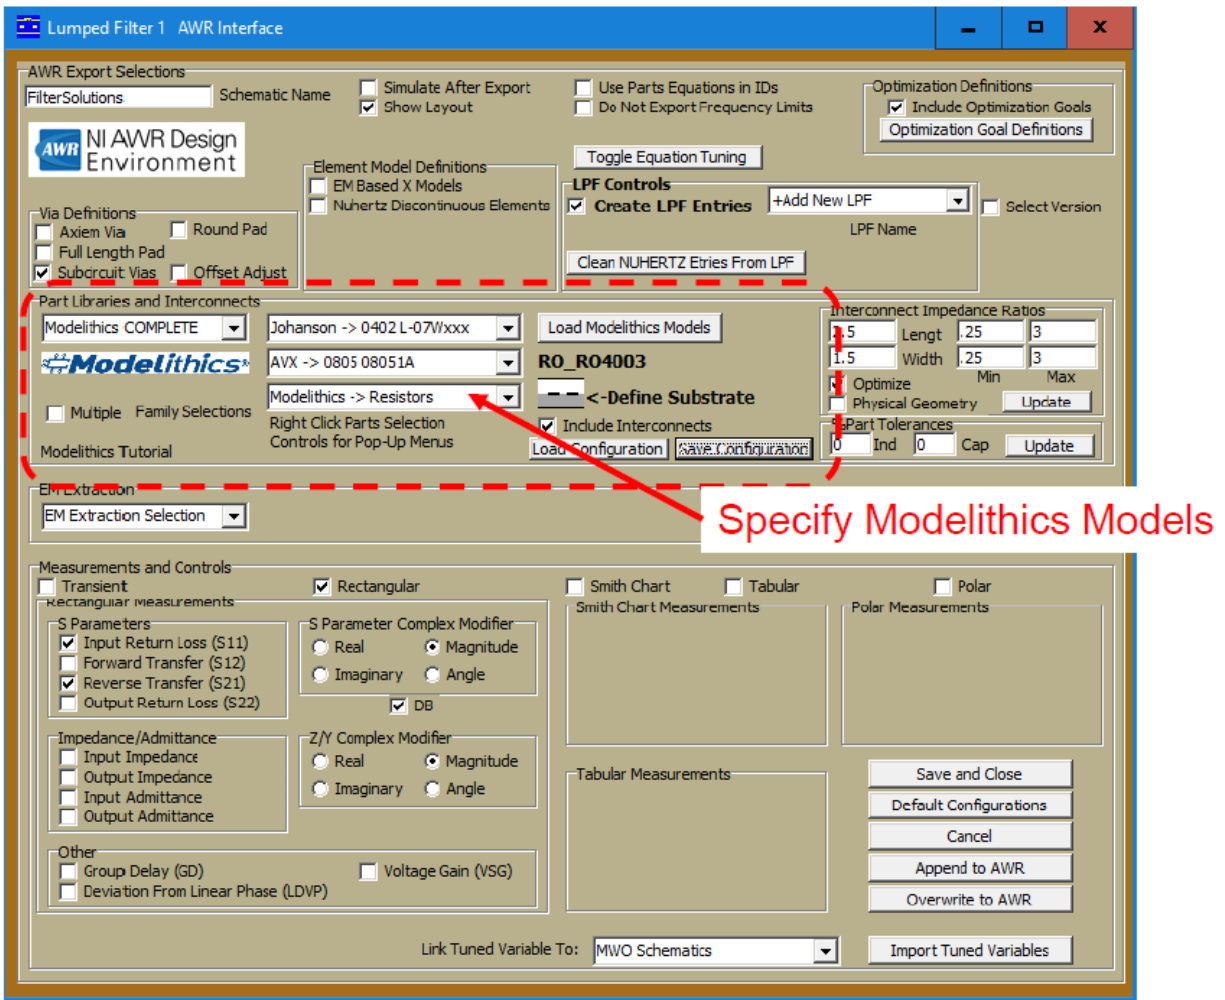 Lumped Filter 1 AWR Interface
AWR Export Selections
FilterSolutions
Schematic Name
Simulate After Export
Show Layout
Use Parts Equations in IDs
Do Not Export Frequency Limits
Optimization Definitions
Include Optimization Goals
Optimization Goal Definitions
AWR
NI AWR Design
Environment
Toggle Equation Tuning
Element Model Definitions
EM Based X Models
Nuhertz Discontinuous Elements
LPF Controls
Create LPF Entries
+Add New LPF
LPF Name
Select Version
Clean NUHERTZ Etries From LPF
Via Definitions
Axiem Via
Round Pad
Full Length Pad
Subcircuit Vias
Offset Adjust
Part Libraries and Interconnects
Modelithics COMPLETE
Johanson -> 0402 L-07Wxxx
Load Modelithics Models
Modelithics
AVX -> 0805 08051A
RO_RO4003
Modelithics -> Resistors
<-Define Substrate
Multiple Family Selections
Right Click Parts Selection
Controls for Pop-Up Menus
Include Interconnects
Modelithics Tutorial
Load Configuration
Save Configuration
Interconnect Impedance Ratios
2.5 Lengt .25 3
1.5 Width .25 3
Optimize
Min Max
Physical Geometry
Update
%Part Tolerances
0 Ind 0 Cap Update
EM Extraction
EM Extraction Selection
Specify Modelithics Models
Measurements and Controls
Transient
Rectangular
Smith Chart
Tabular
Polar
Rectangular Measurements
Smith Chart Measurements
Polar Measurements
S Parameters
Input Return Loss (S11)
Forward Transfer (S12)
Reverse Transfer (S21)
Output Return Loss (S22)
S Parameter Complex Modifier
Real Magnitude
Imaginary Angle
DB
Impedance/Admittance
Input Impedance
Output Impedance
Input Admittance
Output Admittance
Z/Y Complex Modifier
Real Magnitude
Imaginary Angle
Tabular Measurements
Save and Close
Default Configurations
Cancel
Append to AWR
Overwrite to AWR
Other
Group Delay (GD)
Voltage Gain (VSG)
Deviation From Linear Phase (LDVP)
Link Tuned Variable To:
MWO Schematics
Import Tuned Variables